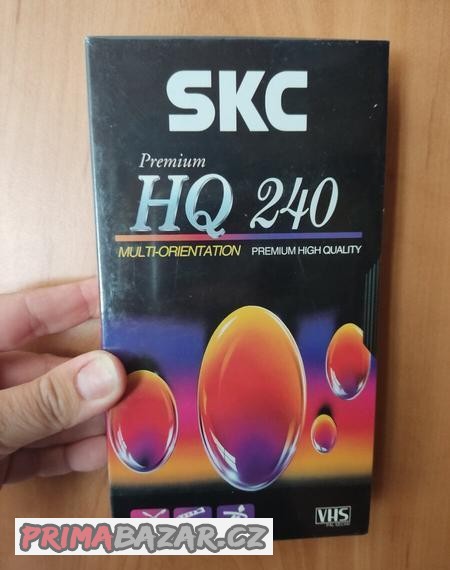 SKC
Premium
HQ 240
MULTI-ORIENTATION PREMIUM HIGH QUALITY
VHS
PRIMABAZAR.CZ